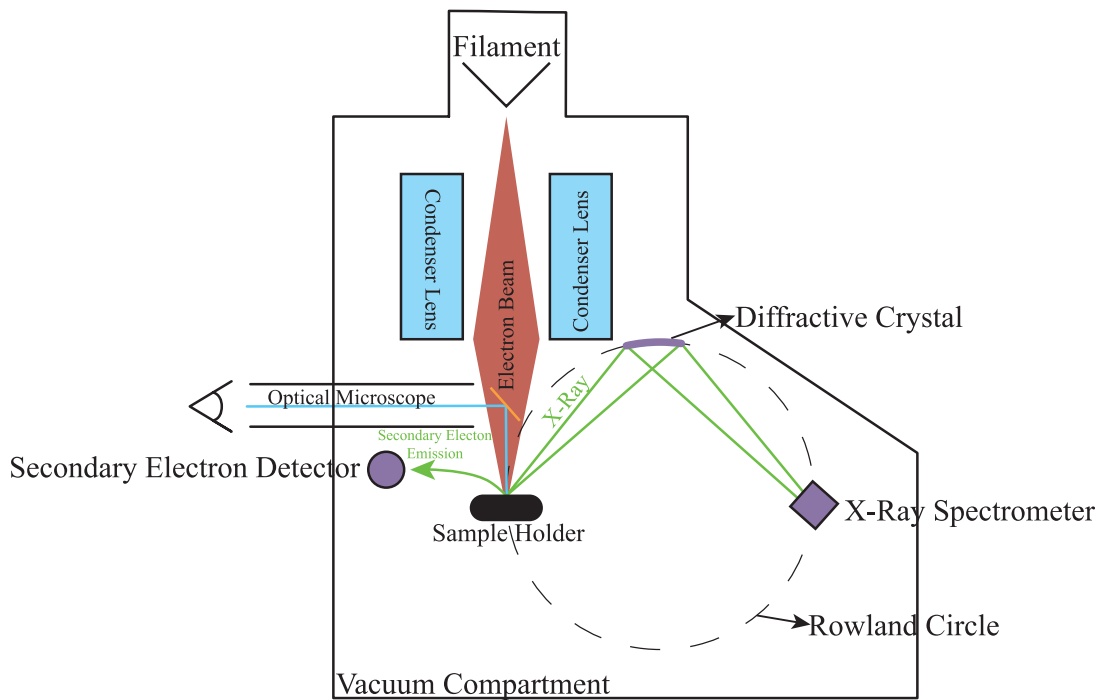 Filament
Condenser Lens
Electron Beam
Condenser Lens
Diffractive Crystal
X-Ray
Optical Microscope
Secondary Electon
Emission
Secondary Electron Detector
Sample Holder
X-Ray Spectrometer
Rowland Circle
Vacuum Compartment